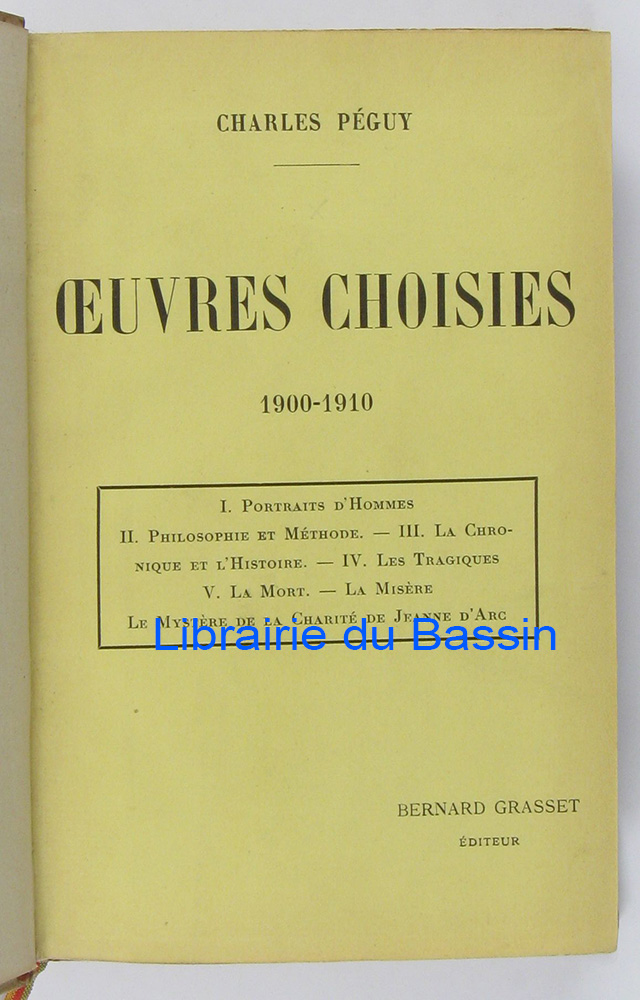 CHARLES PÉGUY
ŒUVRES CHOISIES
1900-1910
I. PORTRAITS D'HOMMES
II. PHILOSOPHIE ET MÉTHODE. — III. LA CHRO-
NIQUE ET L'HISTOIRE. — IV. LES TRAGIQUES
V. LA MORT. — LA MISÈRE
LE MYSTÈRE DE LA CHARITÉ DE JEANNE D'ARC
Librairie du Bassin
BERNARD GRASSET
ÉDITEUR